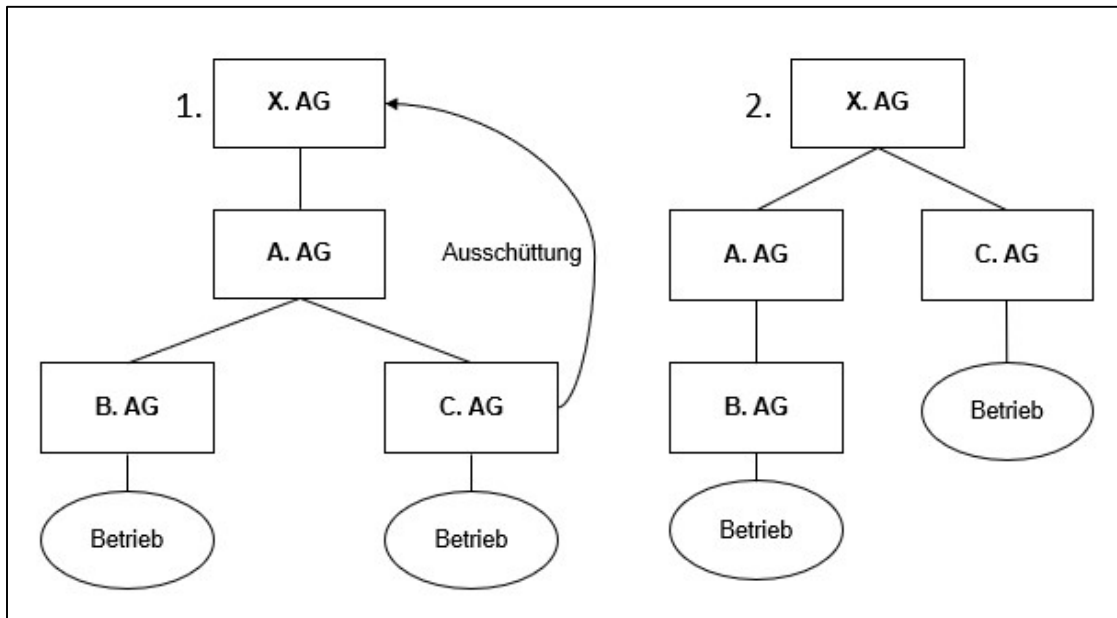 1.
X. AG
A. AG
Ausschüttung
B. AG
C. AG
Betrieb
Betrieb
2.
X. AG
A. AG
C. AG
B. AG
Betrieb
Betrieb